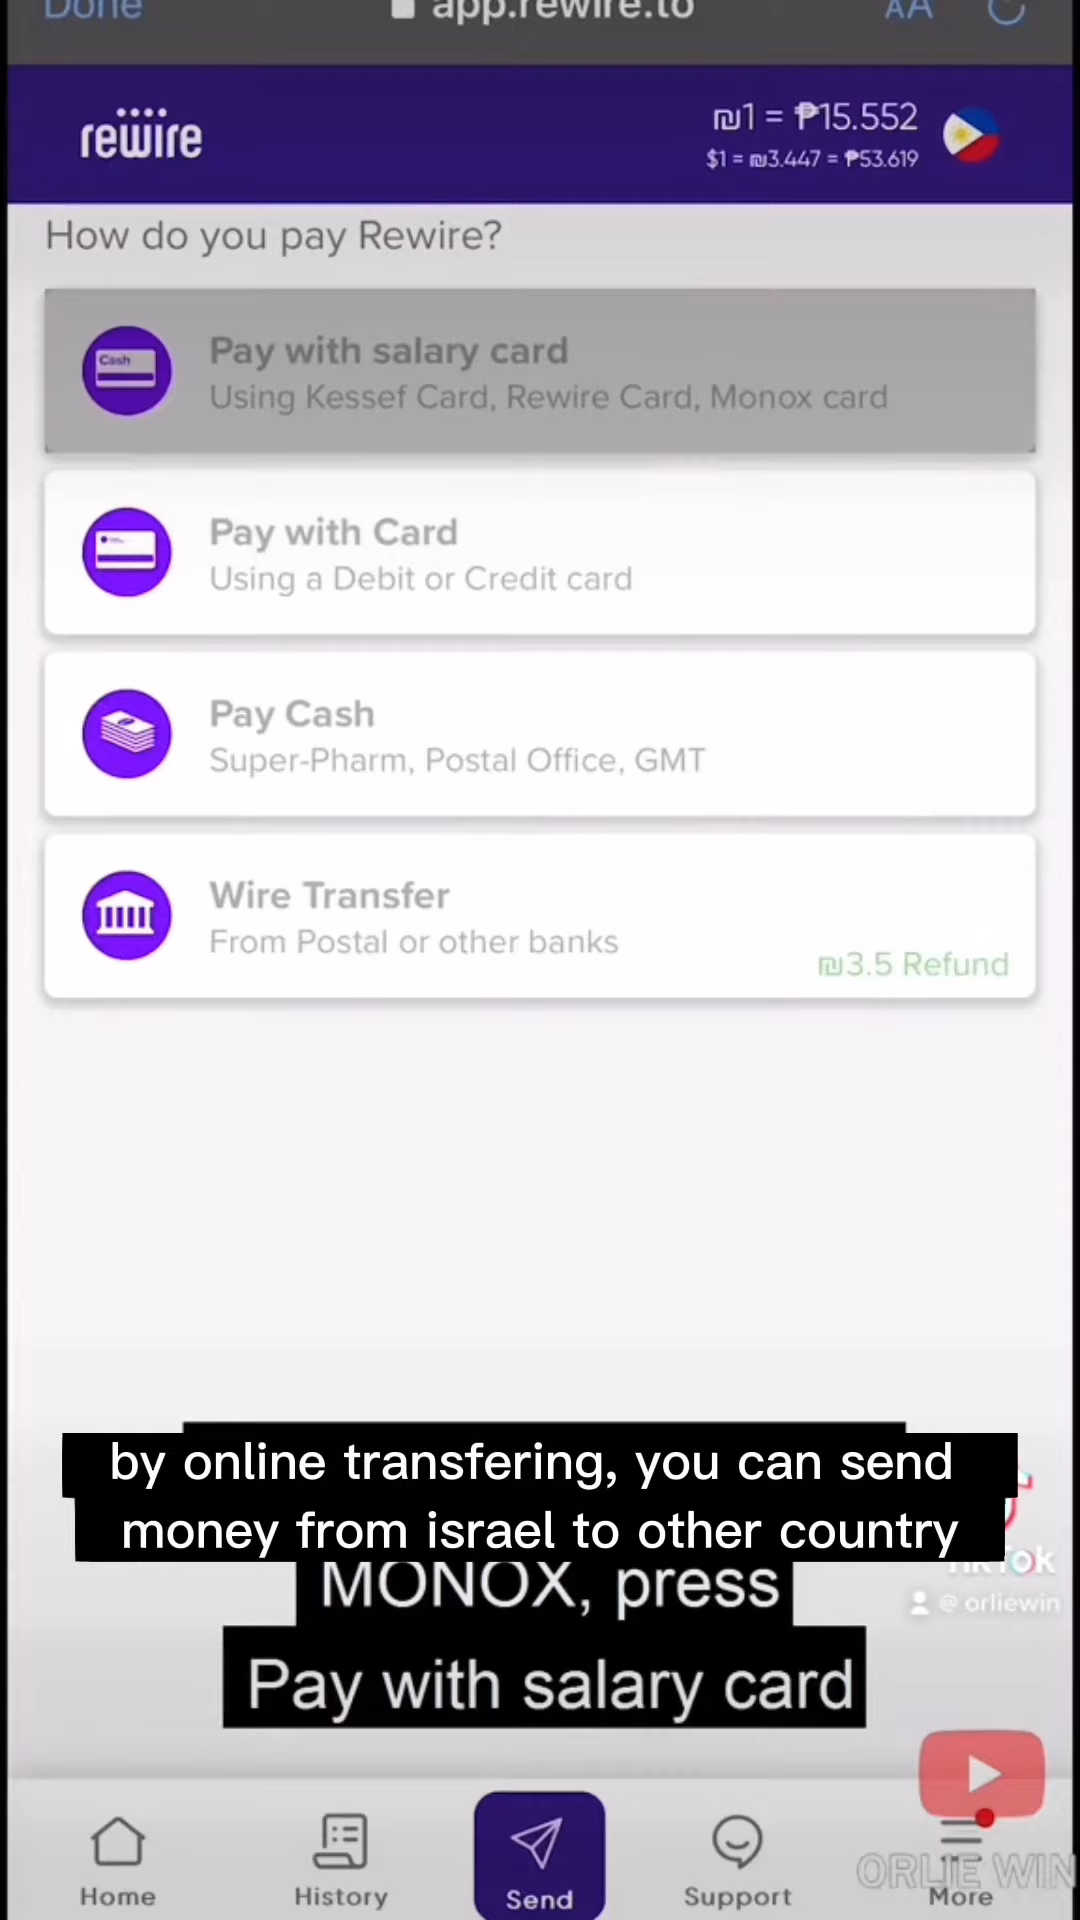 Done
app.rewire.to
AA
rewire
₪1 = ₱15.552
$1 = ₪3.447 = ₱53.619
How do you pay Rewire?
Cash
Pay with salary card
Using Kessef Card, Rewire Card, Monox card
Pay with Card
Using a Debit or Credit card
Pay Cash
Super-Pharm, Postal Office, GMT
Wire Transfer
From Postal or other banks
₪3.5 Refund
by online transfering, you can send
money from israel to other country
TikTok
MONOX, press
@ orliewin
Pay with salary card
Home
History
Send
Support
More
ORLIE WIN